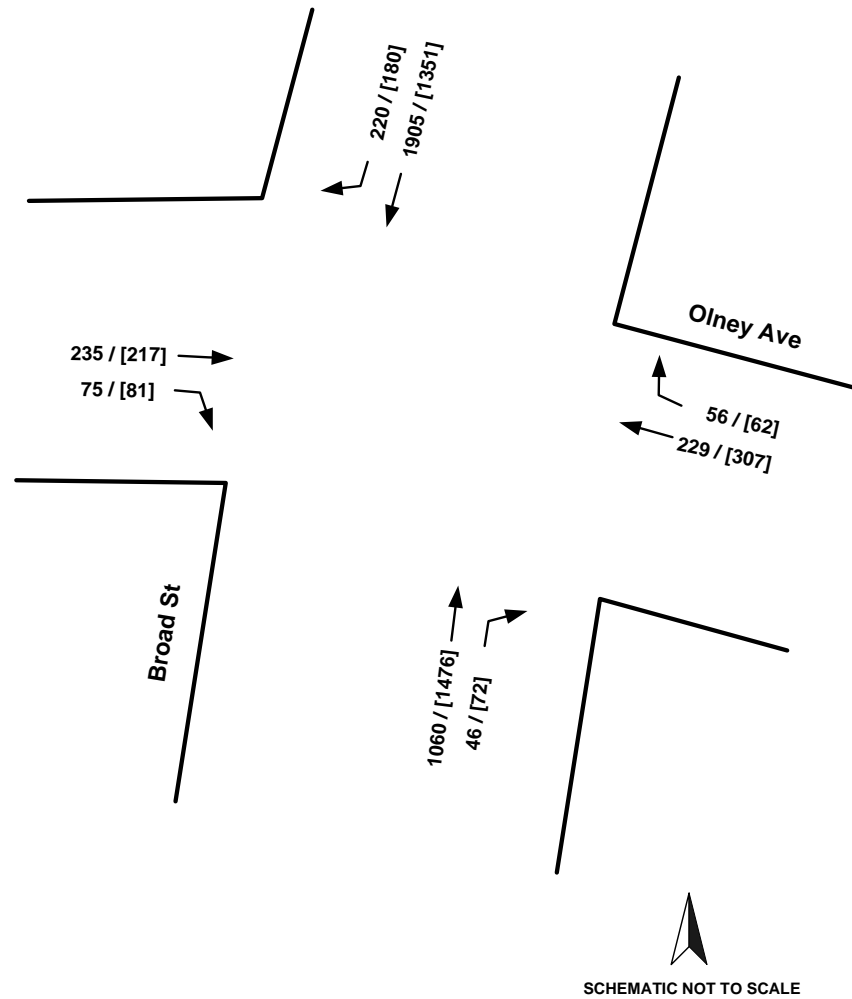 220 / [180]
1905 / [1351]
Olney Ave
235 / [217]
75 / [81]
56 / [62]
229 / [307]
Broad St
1060 / [1476]
46 / [72]
SCHEMATIC NOT TO SCALE